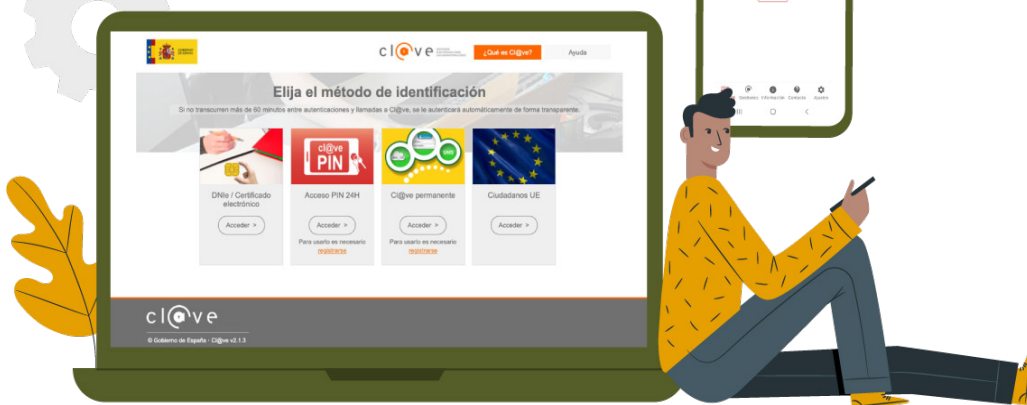 cl@ve
¿Qué es Cl@ve?
Ayuda
Elija el método de identificación
Si no transcurren más de 60 minutos entre autenticaciones y llamadas a Cl@ve, se le autenticará automáticamente de forma transparente.
cl@ve
PIN
DNIe / Certificado
electrónico
Acceso PIN 24H
Cl@ve permanente
Ciudadanos UE
Acceder >
Acceder >
Acceder >
Acceder >
Para usarlo es necesario
registrarse
Para usarlo es necesario
registrarse
cl@ve
© Gobierno de España - Cl@ve v2.1.3
Información
Contacto
Ajustes